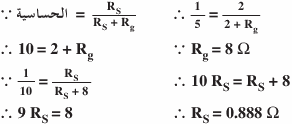 ∵ الحساسية = R_S / (R_S + R_g)    ∴ 1/5 = 2 / (2 + R_g)
∴ 10 = 2 + R_g    ∴ R_g = 8 Ω
∵ 1/10 = R_S / (R_S + 8)    ∴ 10 R_S = R_S + 8
∴ 9 R_S = 8    ∴ R_S = 0.888 Ω